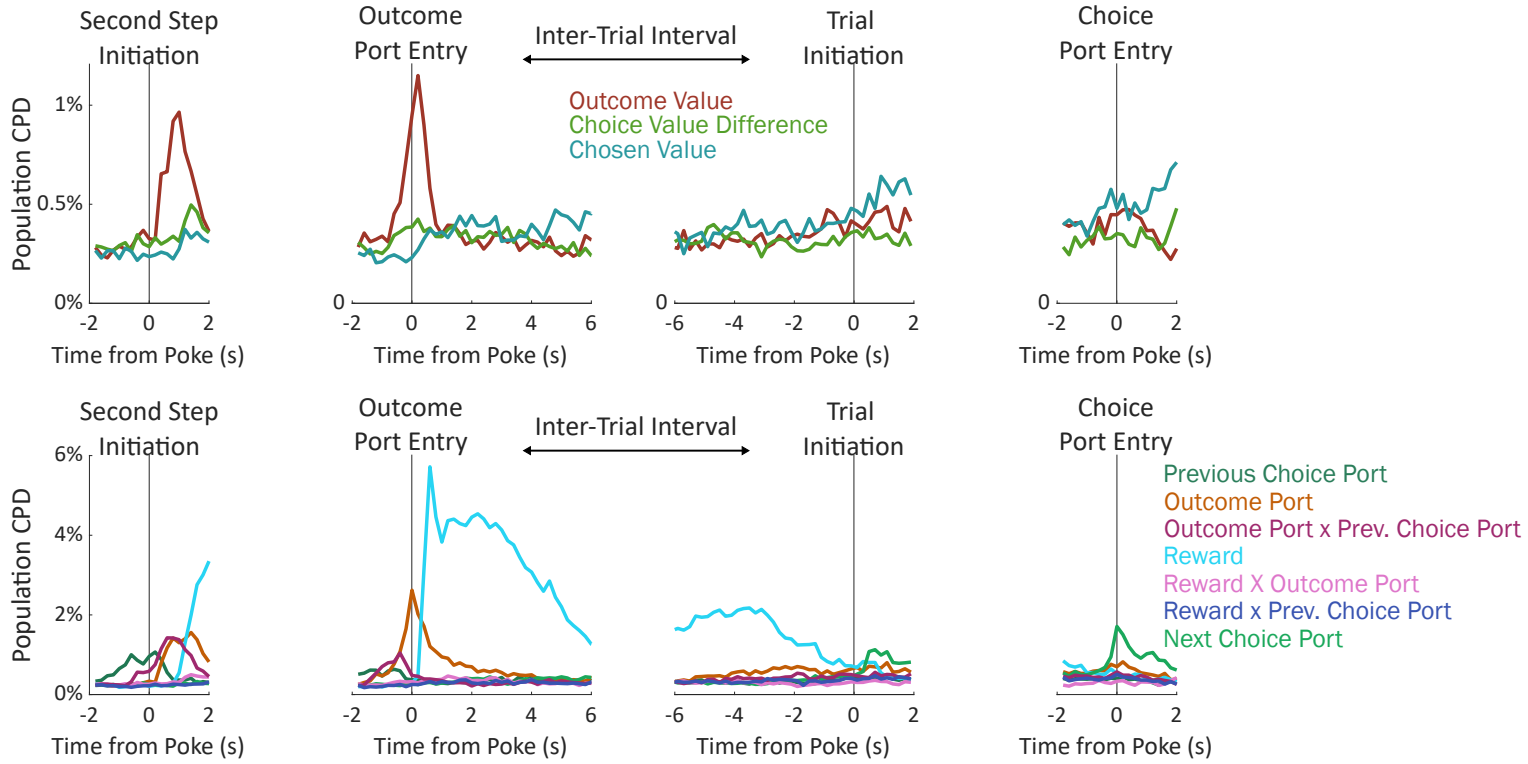 Second Step
Initiation
Outcome
Port Entry
Inter-Trial Interval
Trial
Initiation
Choice
Port Entry
Outcome Value
Choice Value Difference
Chosen Value
Population CPD
1%
0.5%
0%
0
0
0
-2 0 2
-2 0 2 4 6
-6 -4 -2 0 2
-2 0 2
Time from Poke (s)
Time from Poke (s)
Time from Poke (s)
Time from Poke (s)
Second Step
Initiation
Outcome
Port Entry
Inter-Trial Interval
Trial
Initiation
Choice
Port Entry
Previous Choice Port
Outcome Port
Outcome Port x Prev. Choice Port
Reward
Reward X Outcome Port
Reward x Prev. Choice Port
Next Choice Port
Population CPD
6%
4%
2%
0%
-2 0 2
-2 0 2 4 6
-6 -4 -2 0 2
-2 0 2
Time from Poke (s)
Time from Poke (s)
Time from Poke (s)
Time from Poke (s)